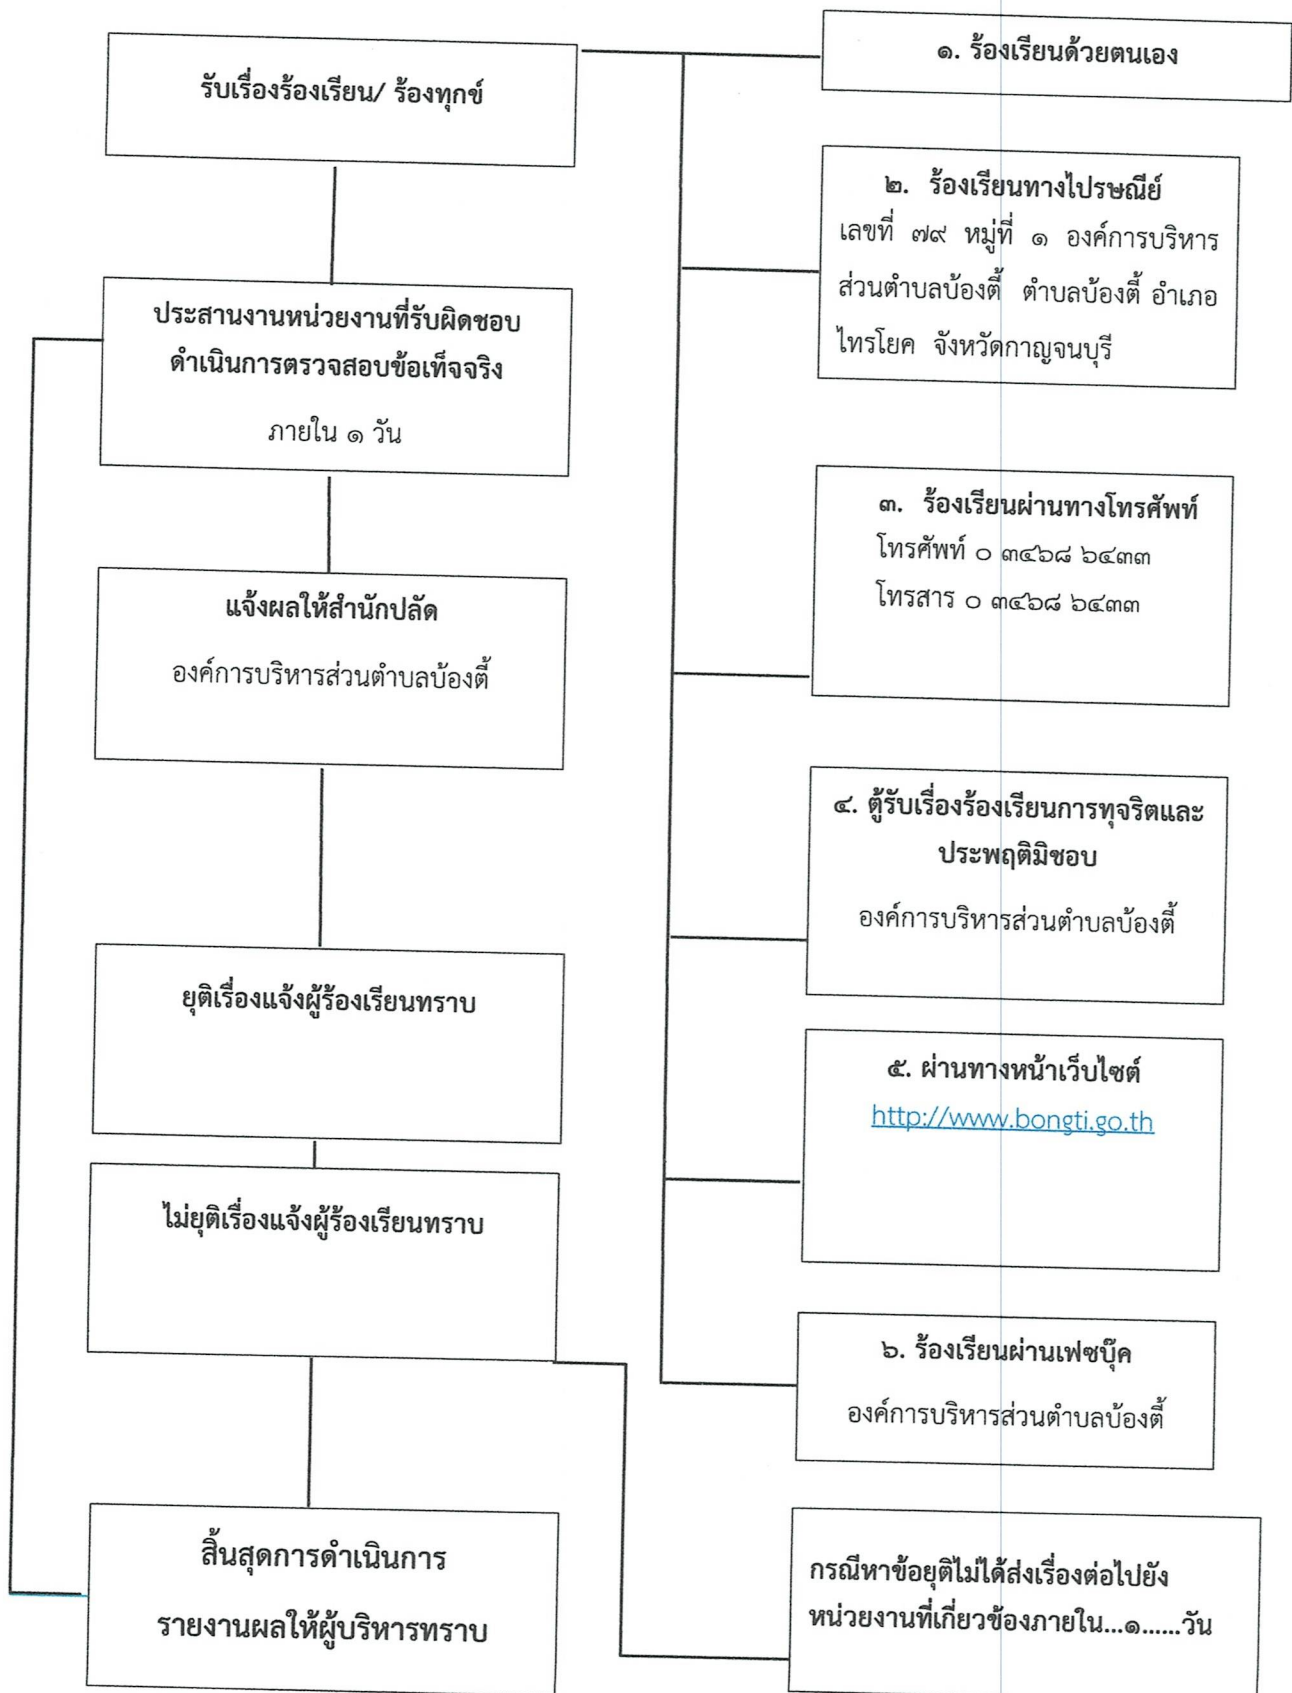 รับเรื่องร้องเรียน/ ร้องทุกข์
ประสานงานหน่วยงานที่รับผิดชอบ
ดำเนินการตรวจสอบข้อเท็จจริง
ภายใน ๑ วัน
แจ้งผลให้สำนักปลัด
องค์การบริหารส่วนตำบลบ้องตี้
ยุติเรื่องแจ้งผู้ร้องเรียนทราบ
ไม่ยุติเรื่องแจ้งผู้ร้องเรียนทราบ
สิ้นสุดการดำเนินการ
รายงานผลให้ผู้บริหารทราบ
๑. ร้องเรียนด้วยตนเอง
๒. ร้องเรียนทางไปรษณีย์
เลขที่ ๗๙ หมู่ที่ ๑ องค์การบริหาร
ส่วนตำบลบ้องตี้ ตำบลบ้องตี้ อำเภอ
ไทรโยค จังหวัดกาญจนบุรี
๓. ร้องเรียนผ่านทางโทรศัพท์
โทรศัพท์ ๐ ๓๔๖๘ ๖๔๓๓
โทรสาร ๐ ๓๔๖๘ ๖๔๓๓
๔. ตู้รับเรื่องร้องเรียนการทุจริตและ
ประพฤติมิชอบ
องค์การบริหารส่วนตำบลบ้องตี้
๕. ผ่านทางหน้าเว็บไซต์
http://www.bongti.go.th
๖. ร้องเรียนผ่านเฟซบุ๊ค
องค์การบริหารส่วนตำบลบ้องตี้
กรณีหาข้อยุติไม่ได้ส่งเรื่องต่อไปยัง
หน่วยงานที่เกี่ยวข้องภายใน...๑......วัน